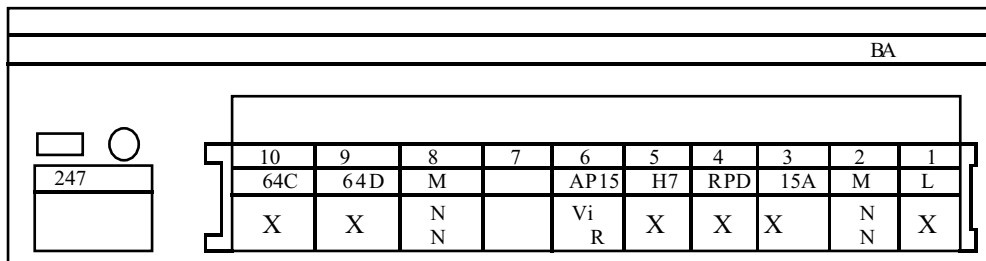 BA
10 9 8 7 6 5 4 3 2 1
247
64C 64D M AP15 H7 RPD 15A M L
X X N Vi X X X N X
N R N